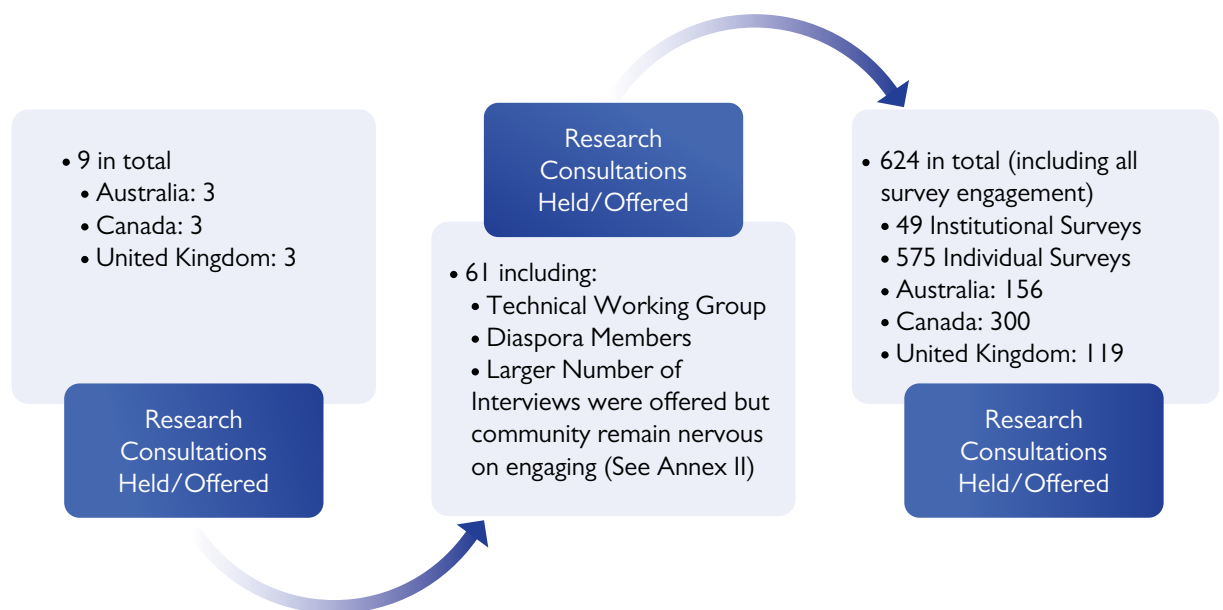 • 9 in total
• Australia: 3
• Canada: 3
• United Kingdom: 3
Research
Consultations
Held/Offered
Research
Consultations
Held/Offered
• 61 including:
• Technical Working Group
• Diaspora Members
• Larger Number of
Interviews were offered but
community remain nervous
on engaging (See Annex II)
• 624 in total (including all
survey engagement)
• 49 Institutional Surveys
• 575 Individual Surveys
• Australia: 156
• Canada: 300
• United Kingdom: 119
Research
Consultations
Held/Offered